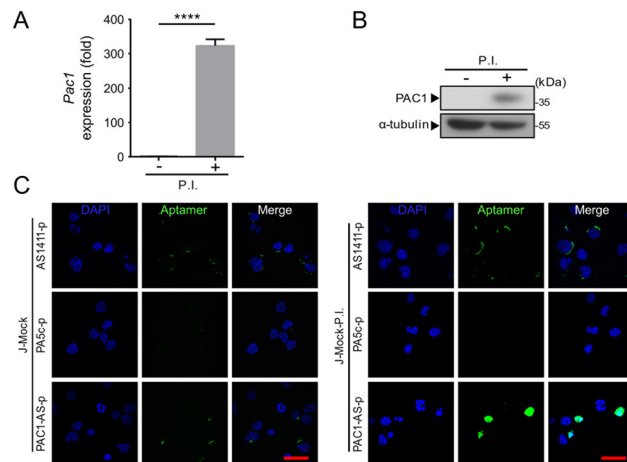 A
****
400
300
200
100
0
Pac1
expression (fold)
- +
P.I.
B
P.I.
- + (kDa)
PAC1 -35
α-tubulin -55
C
DAPI Aptamer Merge
J-Mock
AS1411-p
PA5c-p
PAC1-AS-p
DAPI Aptamer Merge
J-Mock-P.I.
AS1411-p
PA5c-p
PAC1-AS-p